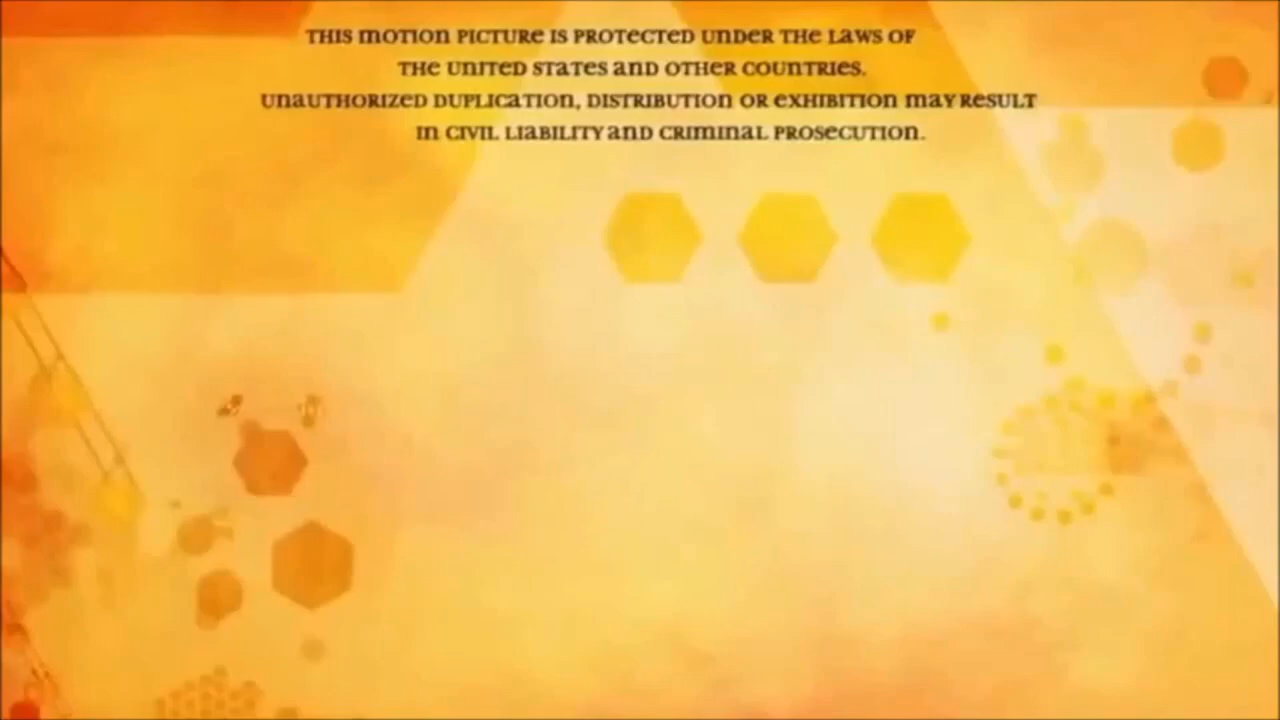 THIS MOTION PICTURE IS PROTECTED UNDER THE LAWS OF
THE UNITED STATES AND OTHER COUNTRIES.
UNAUTHORIZED DUPLICATION, DISTRIBUTION OR EXHIBITION MAY RESULT
IN CIVIL LIABILITY AND CRIMINAL PROSECUTION.